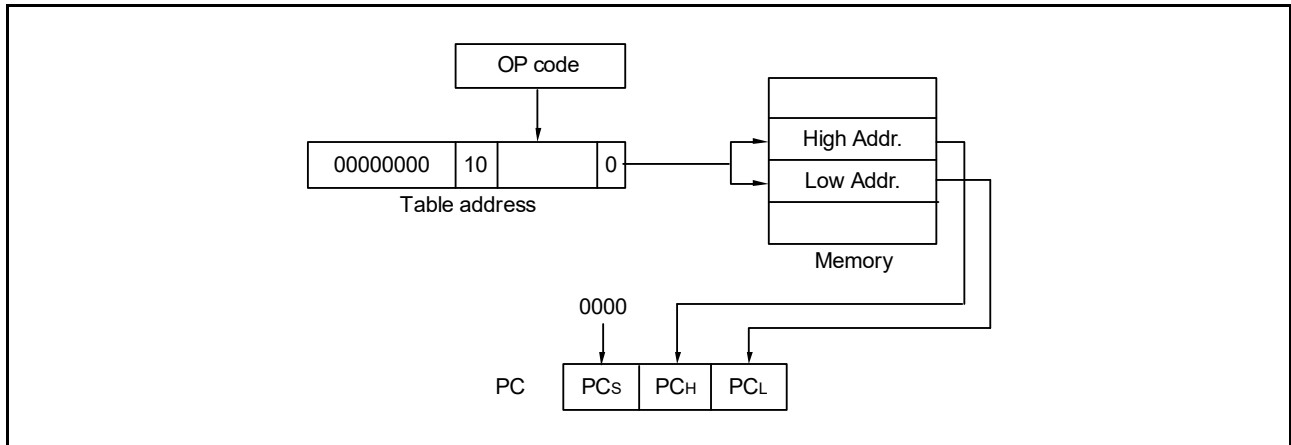 OP code
00000000 10 0
Table address
High Addr.
Low Addr.
Memory
0000
PC PCS PCH PCL